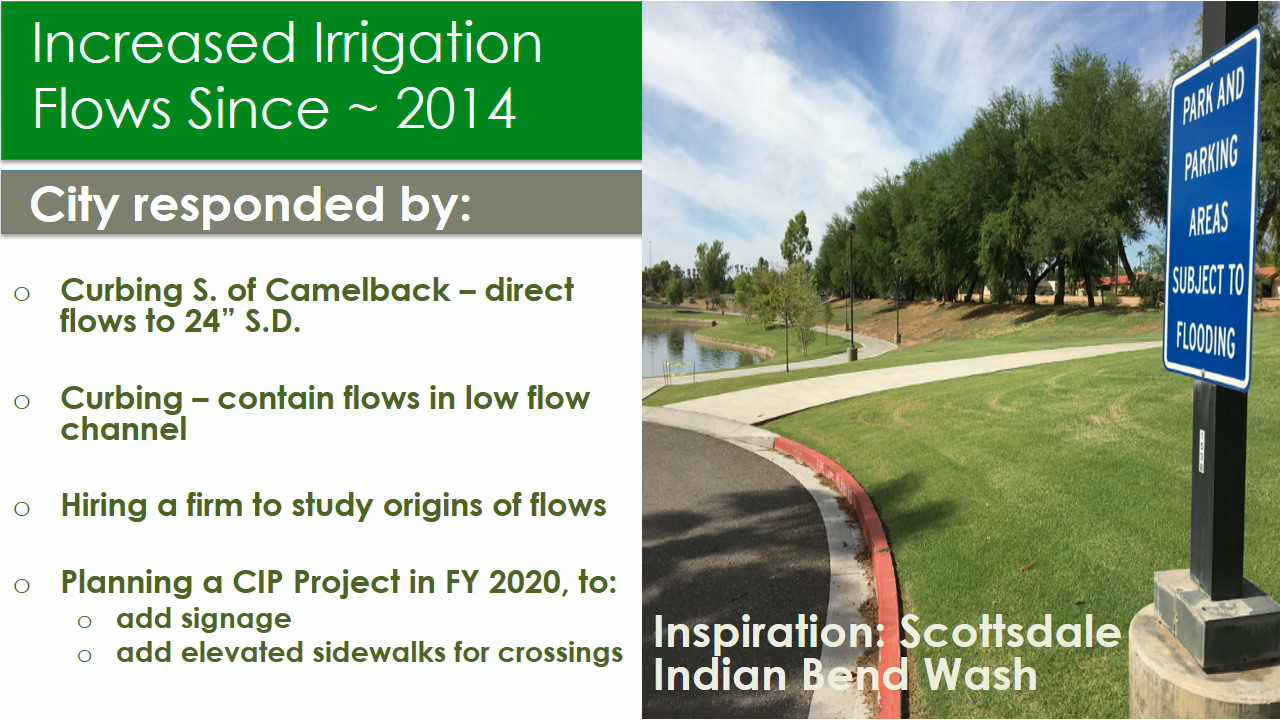 Increased Irrigation
Flows Since ~ 2014
City responded by:
o Curbing S. of Camelback – direct
flows to 24” S.D.
o Curbing – contain flows in low flow
channel
o Hiring a firm to study origins of flows
o Planning a CIP Project in FY 2020, to:
o add signage
o add elevated sidewalks for crossings
PARK AND
PARKING
AREAS
SUBJECT TO
FLOODING
Inspiration: Scottsdale
Indian Bend Wash